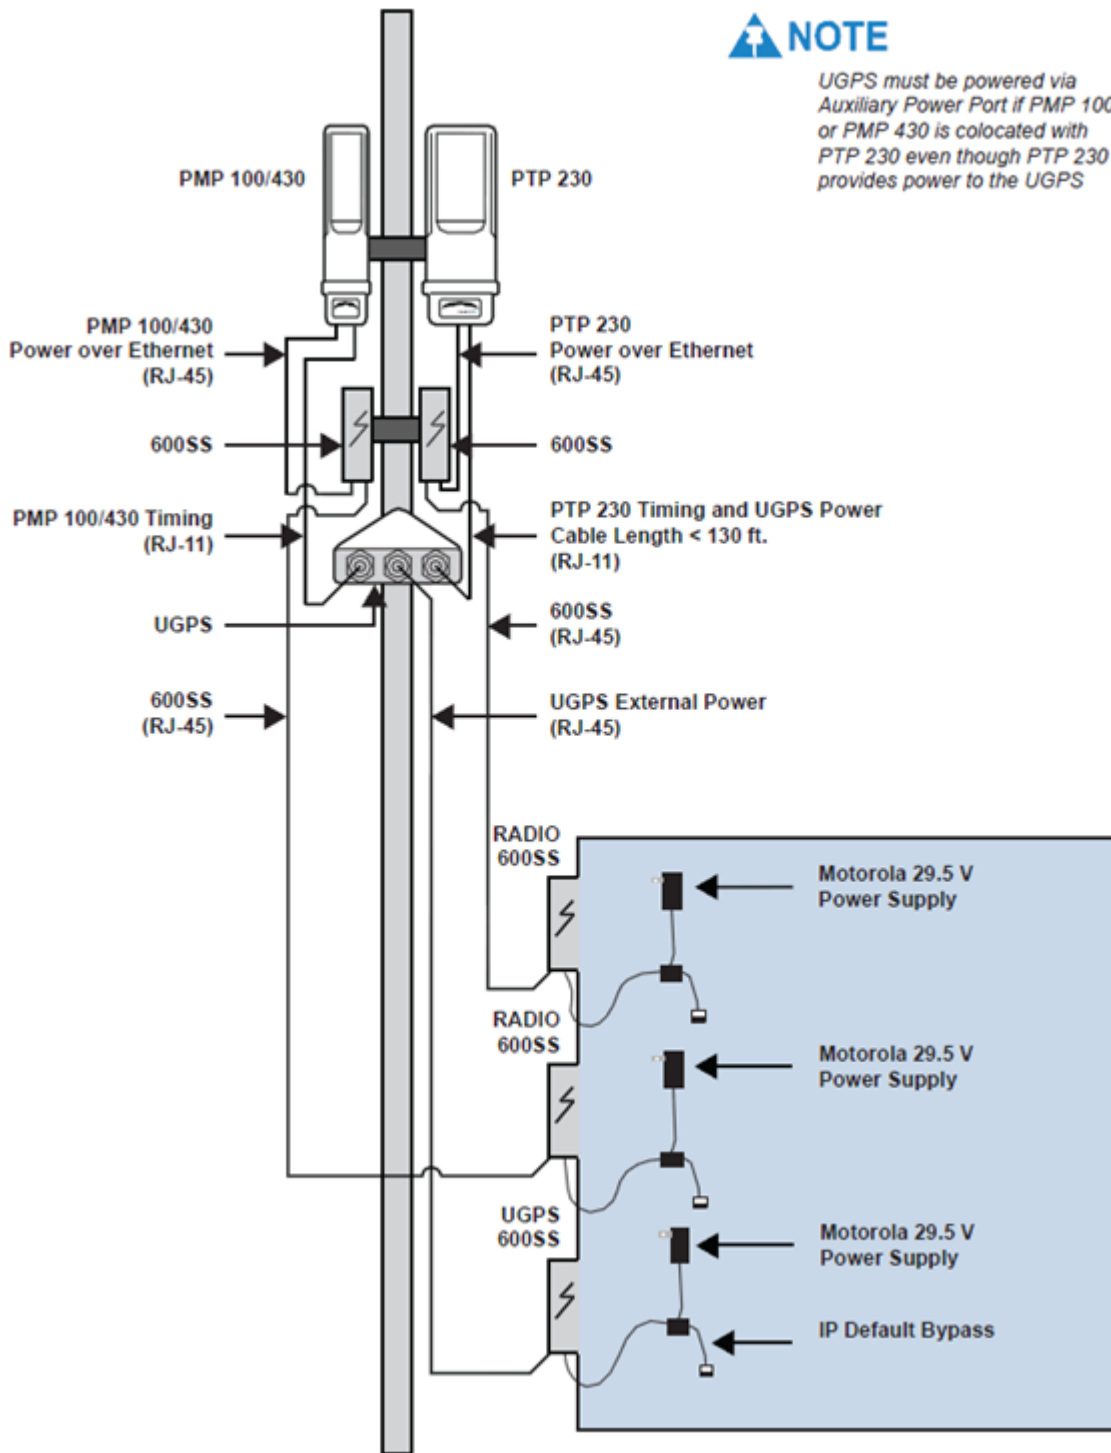 NOTE
UGPS must be powered via
Auxiliary Power Port if PMP 100
or PMP 430 is colocated with
PTP 230 even though PTP 230
provides power to the UGPS
PMP 100/430
PTP 230
PMP 100/430
Power over Ethernet
(RJ-45)
PTP 230
Power over Ethernet
(RJ-45)
600SS
600SS
PMP 100/430 Timing
(RJ-11)
PTP 230 Timing and UGPS Power
Cable Length < 130 ft.
(RJ-11)
UGPS
600SS
(RJ-45)
600SS
(RJ-45)
UGPS External Power
(RJ-45)
RADIO
600SS
Motorola 29.5 V
Power Supply
RADIO
600SS
Motorola 29.5 V
Power Supply
UGPS
600SS
Motorola 29.5 V
Power Supply
IP Default Bypass